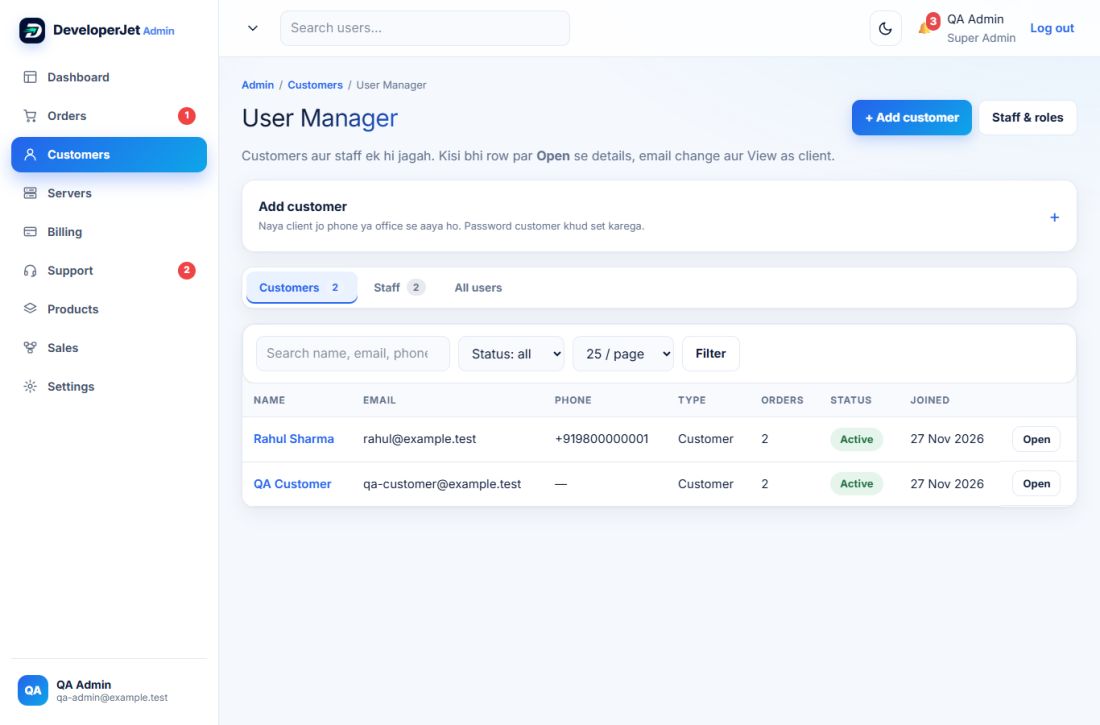 DeveloperJet Admin
Search users...
3
QA Admin
Super Admin
Log out
Dashboard
Orders 1
Customers
Servers
Billing
Support 2
Products
Sales
Settings
QA
QA Admin
qa-admin@example.test
Admin / Customers / User Manager
User Manager
+ Add customer
Staff & roles
Customers aur staff ek hi jagah. Kisi bhi row par Open se details, email change aur View as client.
Add customer
Naya client jo phone ya office se aaya ho. Password customer khud set karega.
+
Customers 2 Staff 2 All users
Search name, email, phone Status: all 25 / page Filter
NAME EMAIL PHONE TYPE ORDERS STATUS JOINED
Rahul Sharma rahul@example.test +919800000001 Customer 2 Active 27 Nov 2026 Open
QA Customer qa-customer@example.test — Customer 2 Active 27 Nov 2026 Open